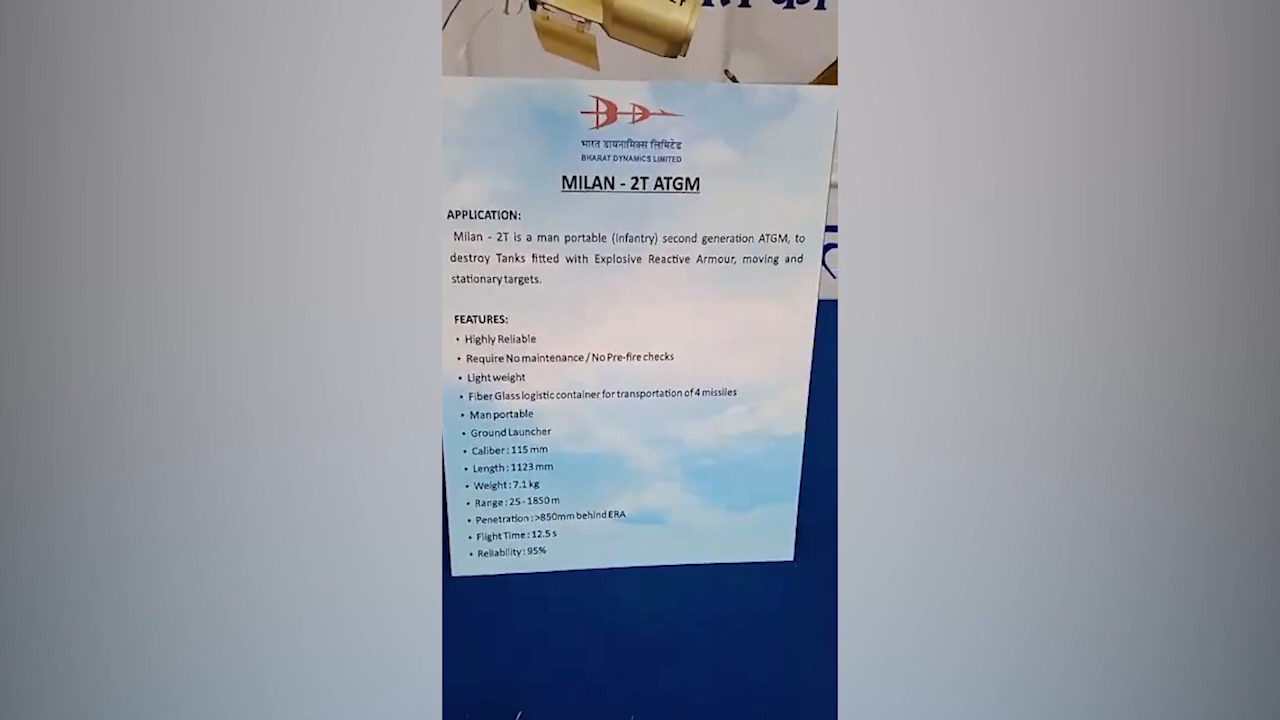 भारत डायनामिक्स लिमिटेड
BHARAT DYNAMICS LIMITED
MILAN - 2T ATGM
APPLICATION:
Milan - 2T is a man portable (Infantry) second generation ATGM, to
destroy Tanks fitted with Explosive Reactive Armour, moving and
stationary targets.
FEATURES:
• Highly Reliable
• Require No maintenance / No Pre-fire checks
• Light weight
• Fiber Glass logistic container for transportation of 4 missiles
• Man portable
• Ground Launcher
• Caliber : 115 mm
• Length : 1123 mm
• Weight : 7.1 kg
• Range : 25 - 1850 m
• Penetration : >850mm behind ERA
• Flight Time : 12.5 s
• Reliability : 95%